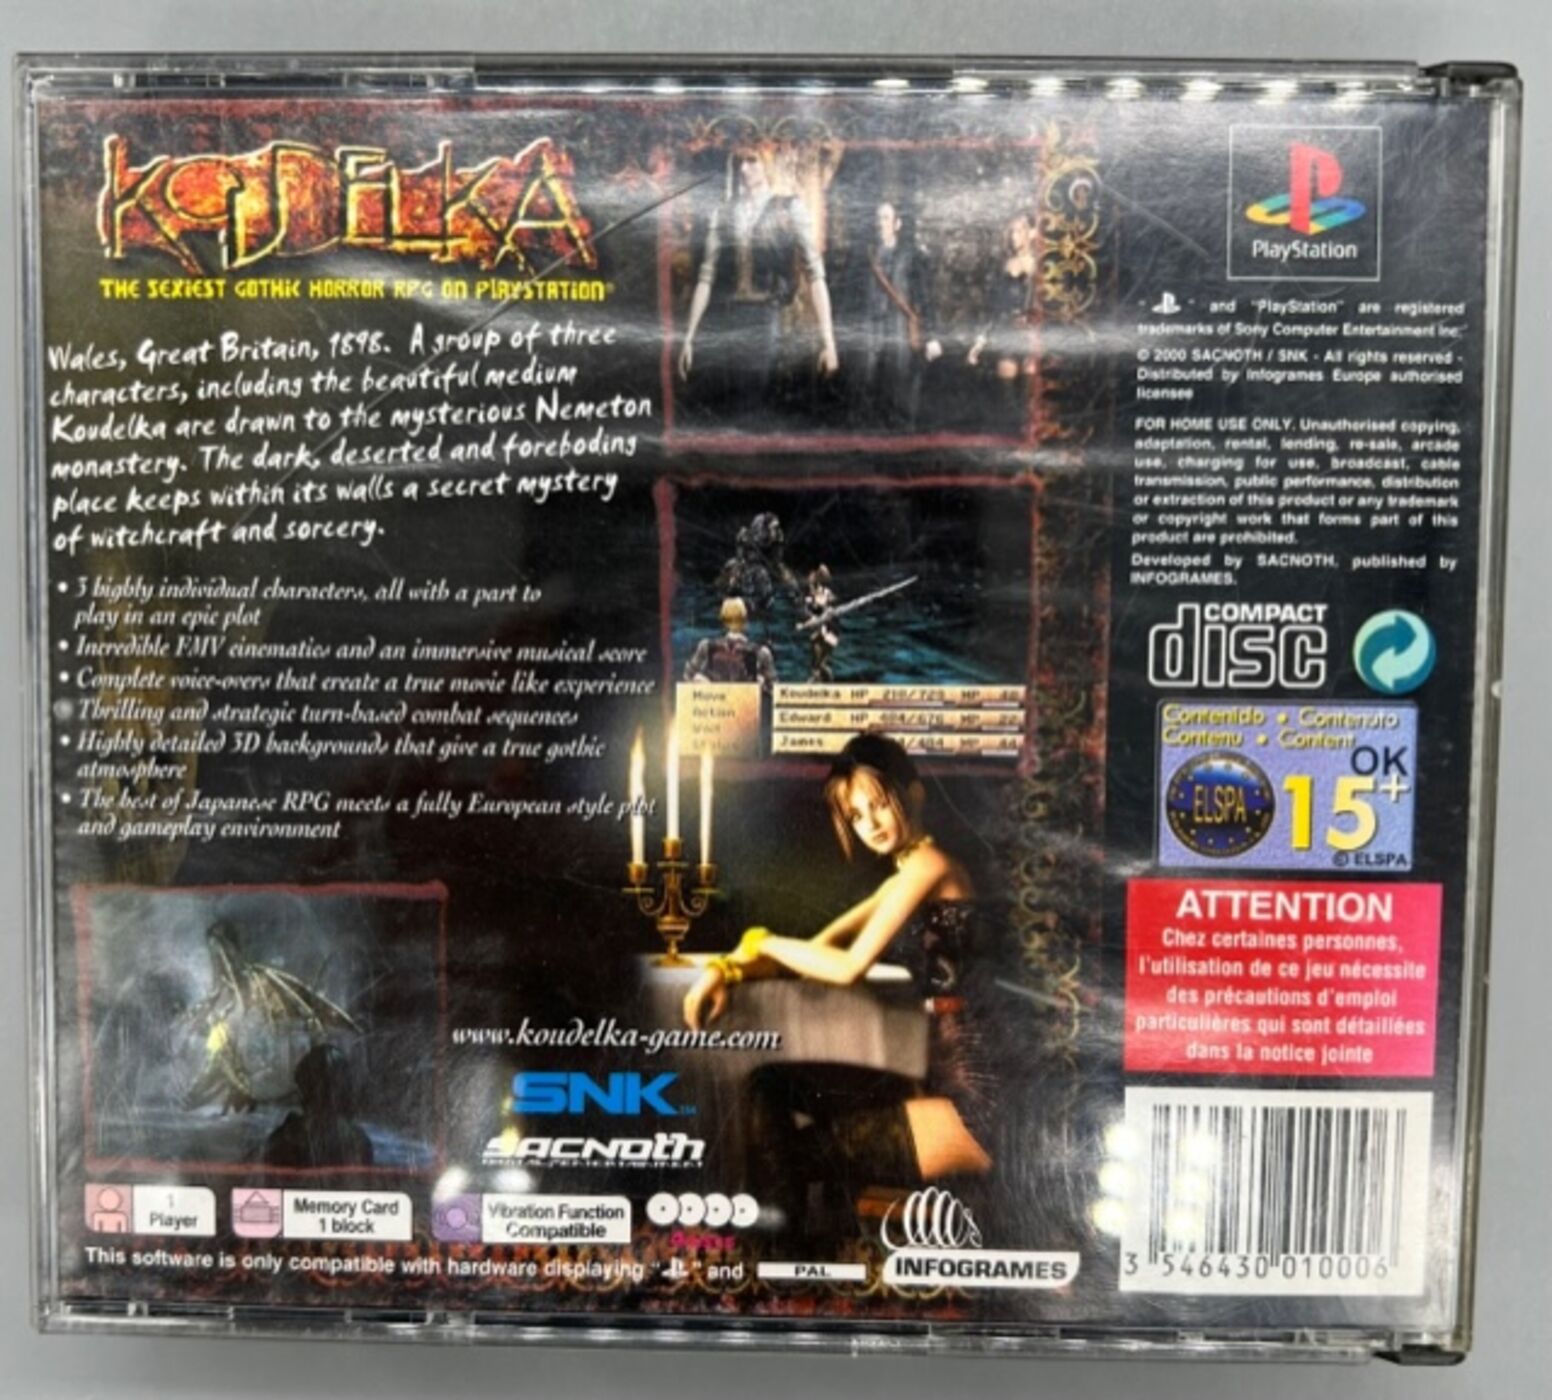 KOUDELKA
THE SEXIEST GOTHIC HORROR RPG ON PLAYSTATION®
Wales, Great Britain, 1898. A group of three
characters, including the beautiful medium
Koudelka are drawn to the mysterious Nemeton
monastery. The dark, deserted and foreboding
place keeps within its walls a secret mystery
of witchcraft and sorcery.
• 3 highly individual characters, all with a part to
play in an epic plot
• Incredible FMV cinematics and an immersive musical score
• Complete voice-overs that create a true movie like experience
• Thrilling and strategic turn-based combat sequences
• Highly detailed 3D backgrounds that give a true gothic
atmosphere
• The best of Japanese RPG meets a fully European style plot
and gameplay environment
Move
Action
Koudelka HP 210/729 MP
Edward HP MP
James MP
www.koudelka-game.com
SNK™
SACNOTH
1
Player
Memory Card
1 block
Vibration Function
Compatible
This software is only compatible with hardware displaying " " and PAL
INFOGRAMES
PlayStation
" " and "PlayStation" are registered
trademarks of Sony Computer Entertainment Inc.
© 2000 SACNOTH / SNK - All rights reserved -
Distributed by Infogrames Europe authorised
licensee
FOR HOME USE ONLY. Unauthorised copying,
adaptation, rental, lending, re-sale, arcade
use, charging for use, broadcast, cable
transmission, public performance, distribution
or extraction of this product or any trademark
or copyright work that forms part of this
product are prohibited.
Developed by SACNOTH, published by
INFOGRAMES.
COMPACT
disc
Contenido • Contenuto
Contenu • Content
OK
ELSPA
15+
© ELSPA
ATTENTION
Chez certaines personnes,
l'utilisation de ce jeu nécessite
des précautions d'emploi
particulières qui sont détaillées
dans la notice jointe
3 546430 010006